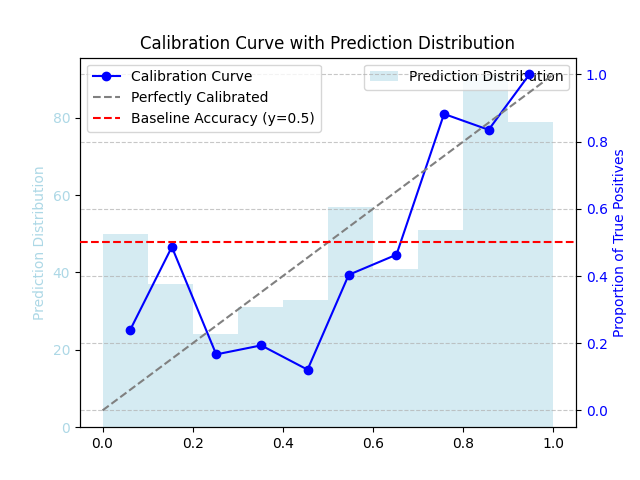 Calibration Curve with Prediction Distribution
Calibration Curve
Perfectly Calibrated
Baseline Accuracy (y=0.5)
Prediction Distribution
Prediction Distribution
80
60
40
20
0
1.0
0.8
0.6
0.4
0.2
0.0
Proportion of True Positives
0.0 0.2 0.4 0.6 0.8 1.0